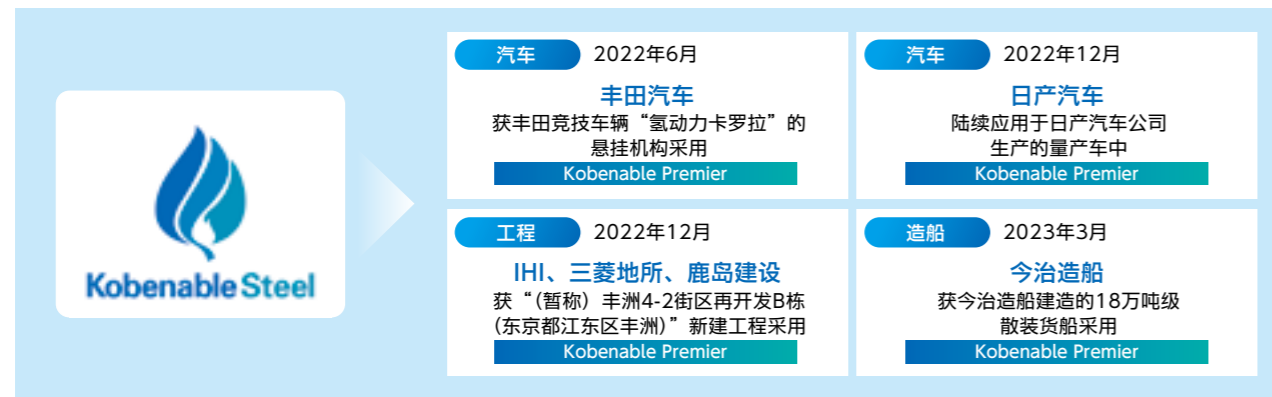 Kobenable Steel
汽车 2022年6月
丰田汽车
获丰田竞技车辆“氢动力卡罗拉”的
悬挂机构采用
Kobenable Premier
汽车 2022年12月
日产汽车
陆续应用于日产汽车公司
生产的量产车中
Kobenable Premier
工程 2022年12月
IHI、三菱地所、鹿岛建设
获“(暂称) 丰洲4-2街区再开发B栋
(东京都江东区丰洲)”新建工程采用
Kobenable Premier
造船 2023年3月
今治造船
获今治造船建造的18万吨级
散装货船采用
Kobenable Premier